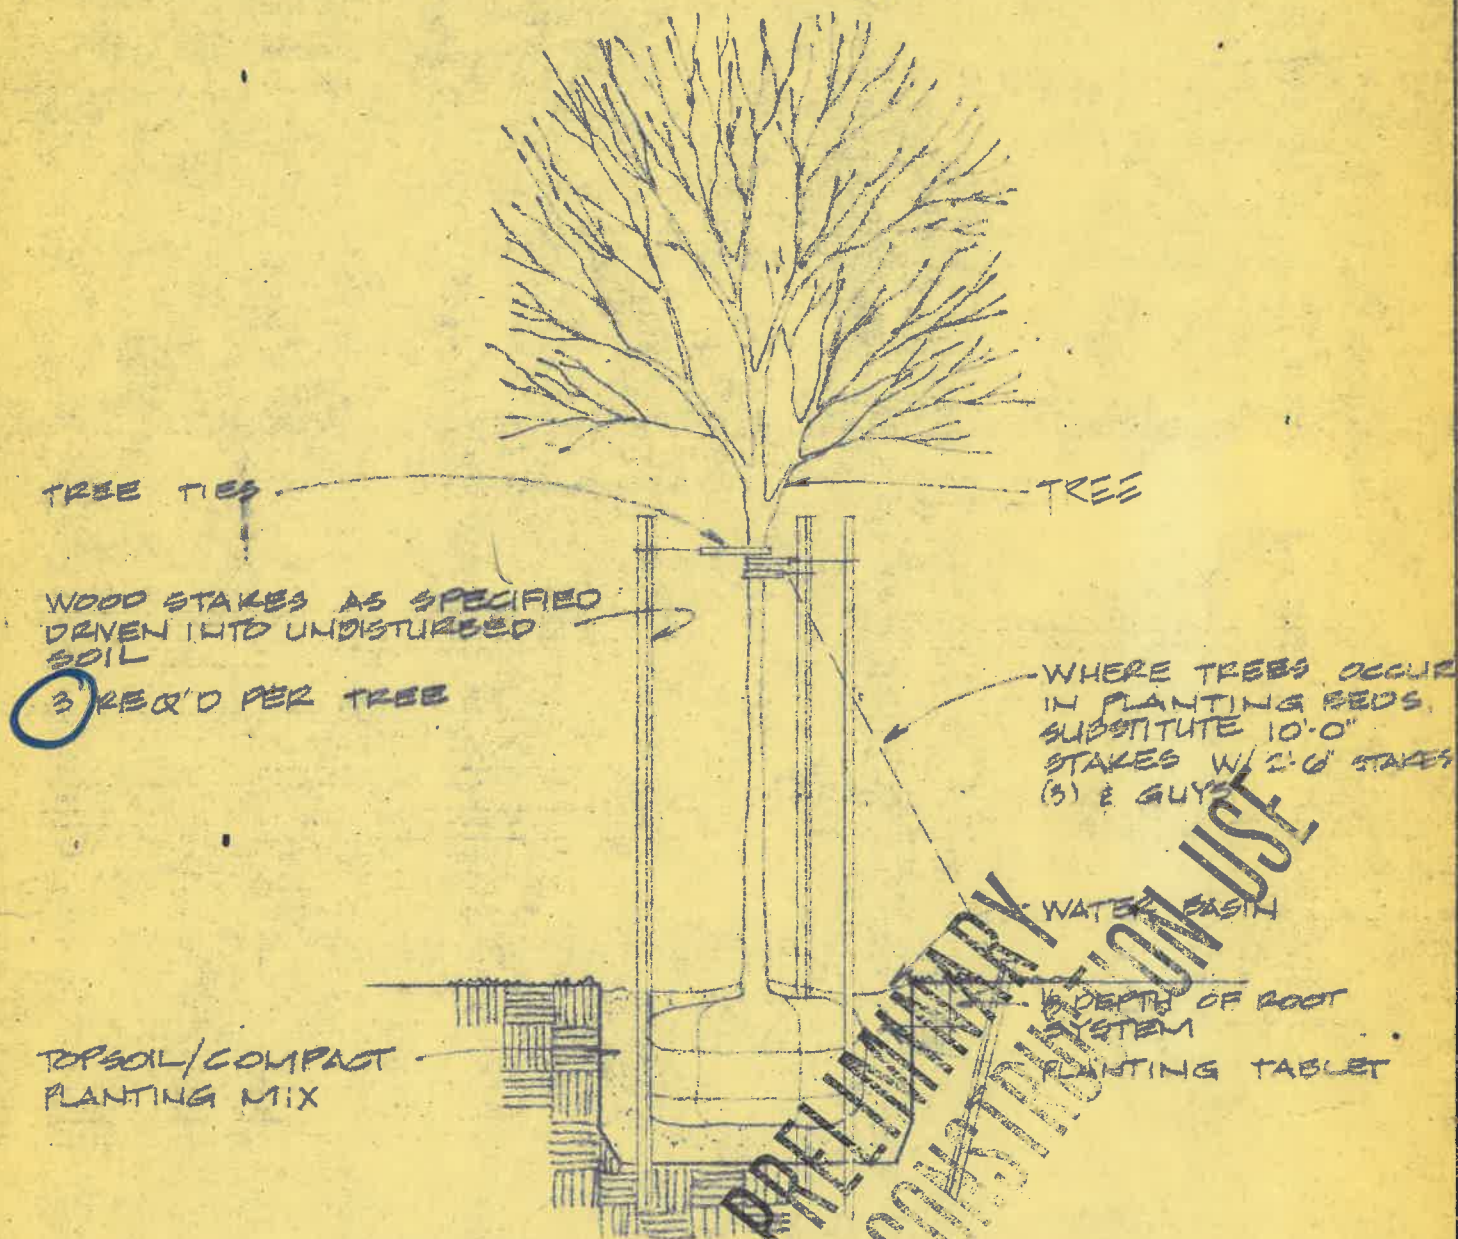 TREE TIES
TREE
WOOD STAKES AS SPECIFIED
DRIVEN INTO UNDISTURBED
SOIL
3 REQ'D PER TREE
WHERE TREES OCCUR
IN PLANTING BEDS,
SUBSTITUTE 10'-0"
STAKES W/ 2'-6" STAKES
(3) & GUYS
WATER BASIN
DEPTH OF ROOT
SYSTEM
PLANTING TABLET
TOPSOIL/COMPACT
PLANTING MIX
PRELIMINARY
CONSTRUCTION USE